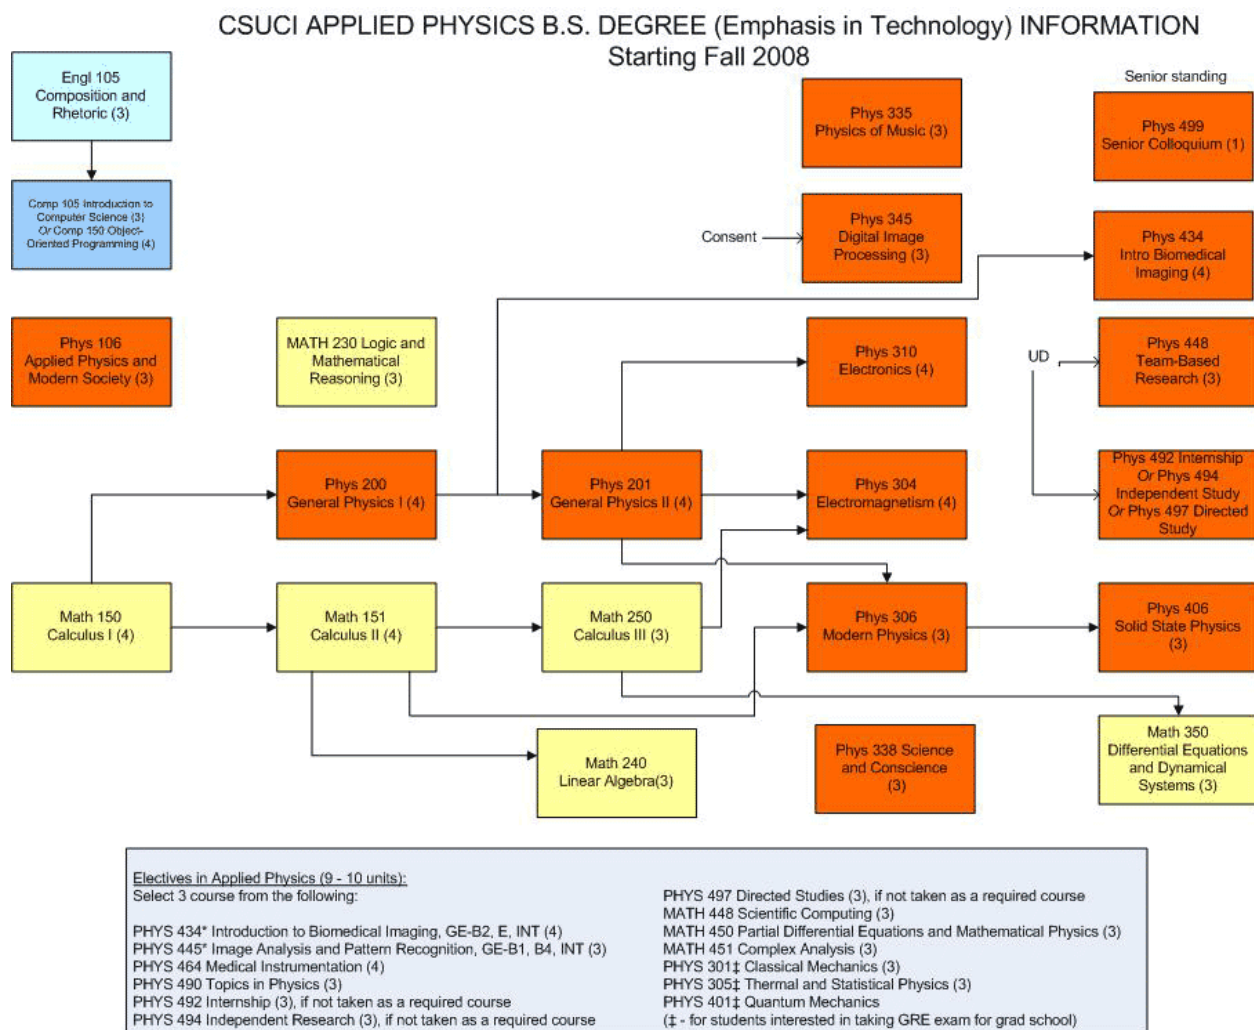 CSUCI APPLIED PHYSICS B.S. DEGREE (Emphasis in Technology) INFORMATION
Starting Fall 2008
Engl 105
Composition and
Rhetoric (3)
Phys 335
Physics of Music (3)
Senior standing
Phys 499
Senior Colloquium (1)
Comp 105 Introduction to
Computer Science (3)
Or Comp 150 Object-
Oriented Programming (4)
Consent
Phys 345
Digital Image
Processing (3)
Phys 434
Intro Biomedical
Imaging (4)
Phys 106
Applied Physics and
Modern Society (3)
MATH 230 Logic and
Mathematical
Reasoning (3)
Phys 310
Electronics (4)
UD
Phys 448
Team-Based
Research (3)
Phys 200
General Physics I (4)
Phys 201
General Physics II (4)
Phys 304
Electromagnetism (4)
Phys 492 Internship
Or Phys 494
Independent Study
Or Phys 497 Directed
Study
Math 150
Calculus I (4)
Math 151
Calculus II (4)
Math 250
Calculus III (3)
Phys 306
Modern Physics (3)
Phys 406
Solid State Physics
(3)
Math 240
Linear Algebra(3)
Phys 338 Science
and Conscience
(3)
Math 350
Differential Equations
and Dynamical
Systems (3)
Electives in Applied Physics (9 - 10 units):
Select 3 course from the following:
PHYS 434* Introduction to Biomedical Imaging, GE-B2, E, INT (4)
PHYS 445* Image Analysis and Pattern Recognition, GE-B1, B4, INT (3)
PHYS 464 Medical Instrumentation (4)
PHYS 490 Topics in Physics (3)
PHYS 492 Internship (3), if not taken as a required course
PHYS 494 Independent Research (3), if not taken as a required course
PHYS 497 Directed Studies (3), if not taken as a required course
MATH 448 Scientific Computing (3)
MATH 450 Partial Differential Equations and Mathematical Physics (3)
MATH 451 Complex Analysis (3)
PHYS 301‡ Classical Mechanics (3)
PHYS 305‡ Thermal and Statistical Physics (3)
PHYS 401‡ Quantum Mechanics
(‡ - for students interested in taking GRE exam for grad school)